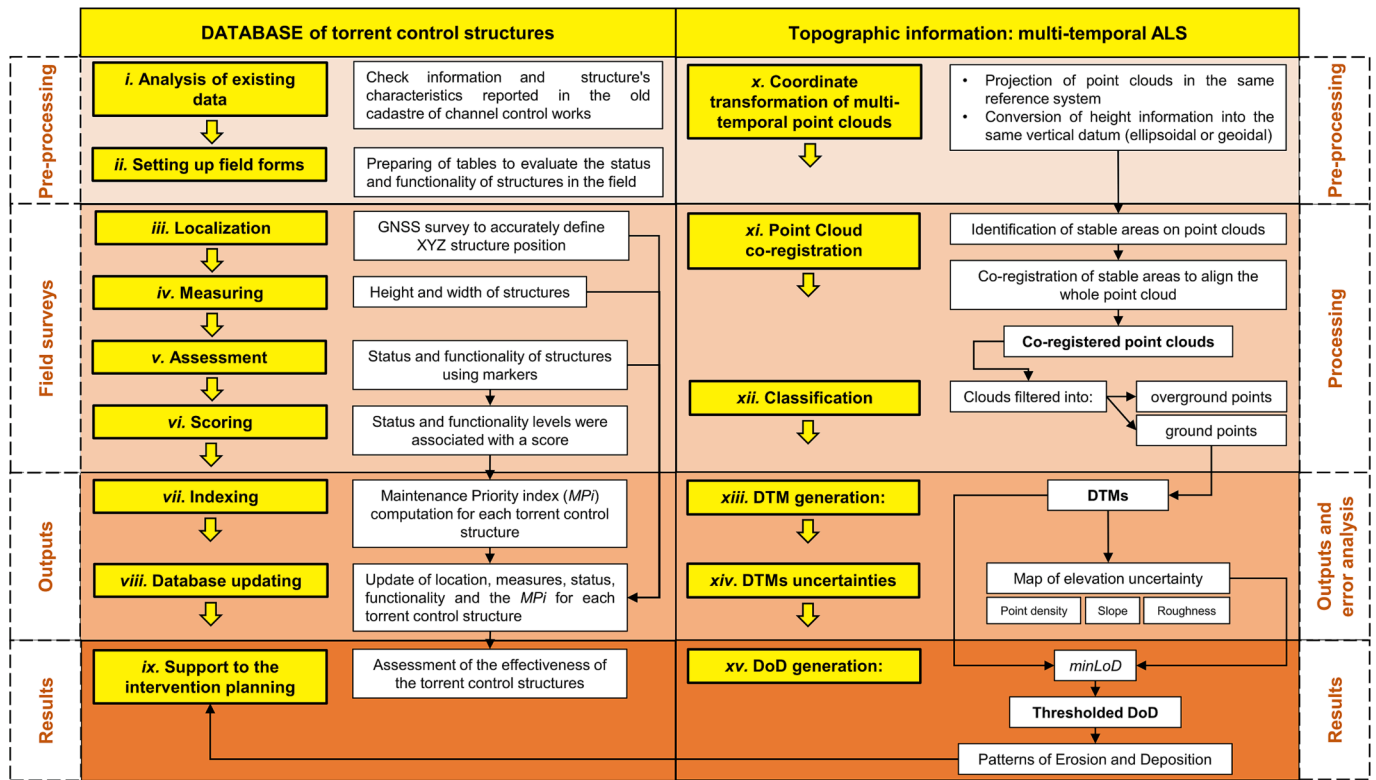 DATABASE of torrent control structures
Pre-processing
i. Analysis of existing
data
Check information and structure's
characteristics reported in the old
cadastre of channel control works
ii. Setting up field forms
Preparing of tables to evaluate the status
and functionality of structures in the field
Field surveys
iii. Localization
GNSS survey to accurately define
XYZ structure position
iv. Measuring
Height and width of structures
v. Assessment
Status and functionality of structures
using markers
vi. Scoring
Status and functionality levels were
associated with a score
Outputs
vii. Indexing
Maintenance Priority index (MPi)
computation for each torrent control
structure
viii. Database updating
Update of location, measures, status,
functionality and the MPi for each
torrent control structure
Results
ix. Support to the
intervention planning
Assessment of the effectiveness of
the torrent control structures
Topographic information: multi-temporal ALS
Pre-processing
x. Coordinate
transformation of multi-
temporal point clouds
• Projection of point clouds in the same
reference system
• Conversion of height information into
the same vertical datum (ellipsoidal or geoidal)
Processing
xi. Point Cloud
co-registration
Identification of stable areas on point clouds
Co-registration of stable areas to align the
whole point cloud
Co-registered point clouds
xii. Classification
Clouds filtered into:
overground points
ground points
Outputs and
error analysis
xiii. DTM generation:
DTMs
xiv. DTMs uncertainties
Map of elevation uncertainty
Point density
Slope
Roughness
Results
xv. DoD generation:
minLoD
Thresholded DoD
Patterns of Erosion and Deposition